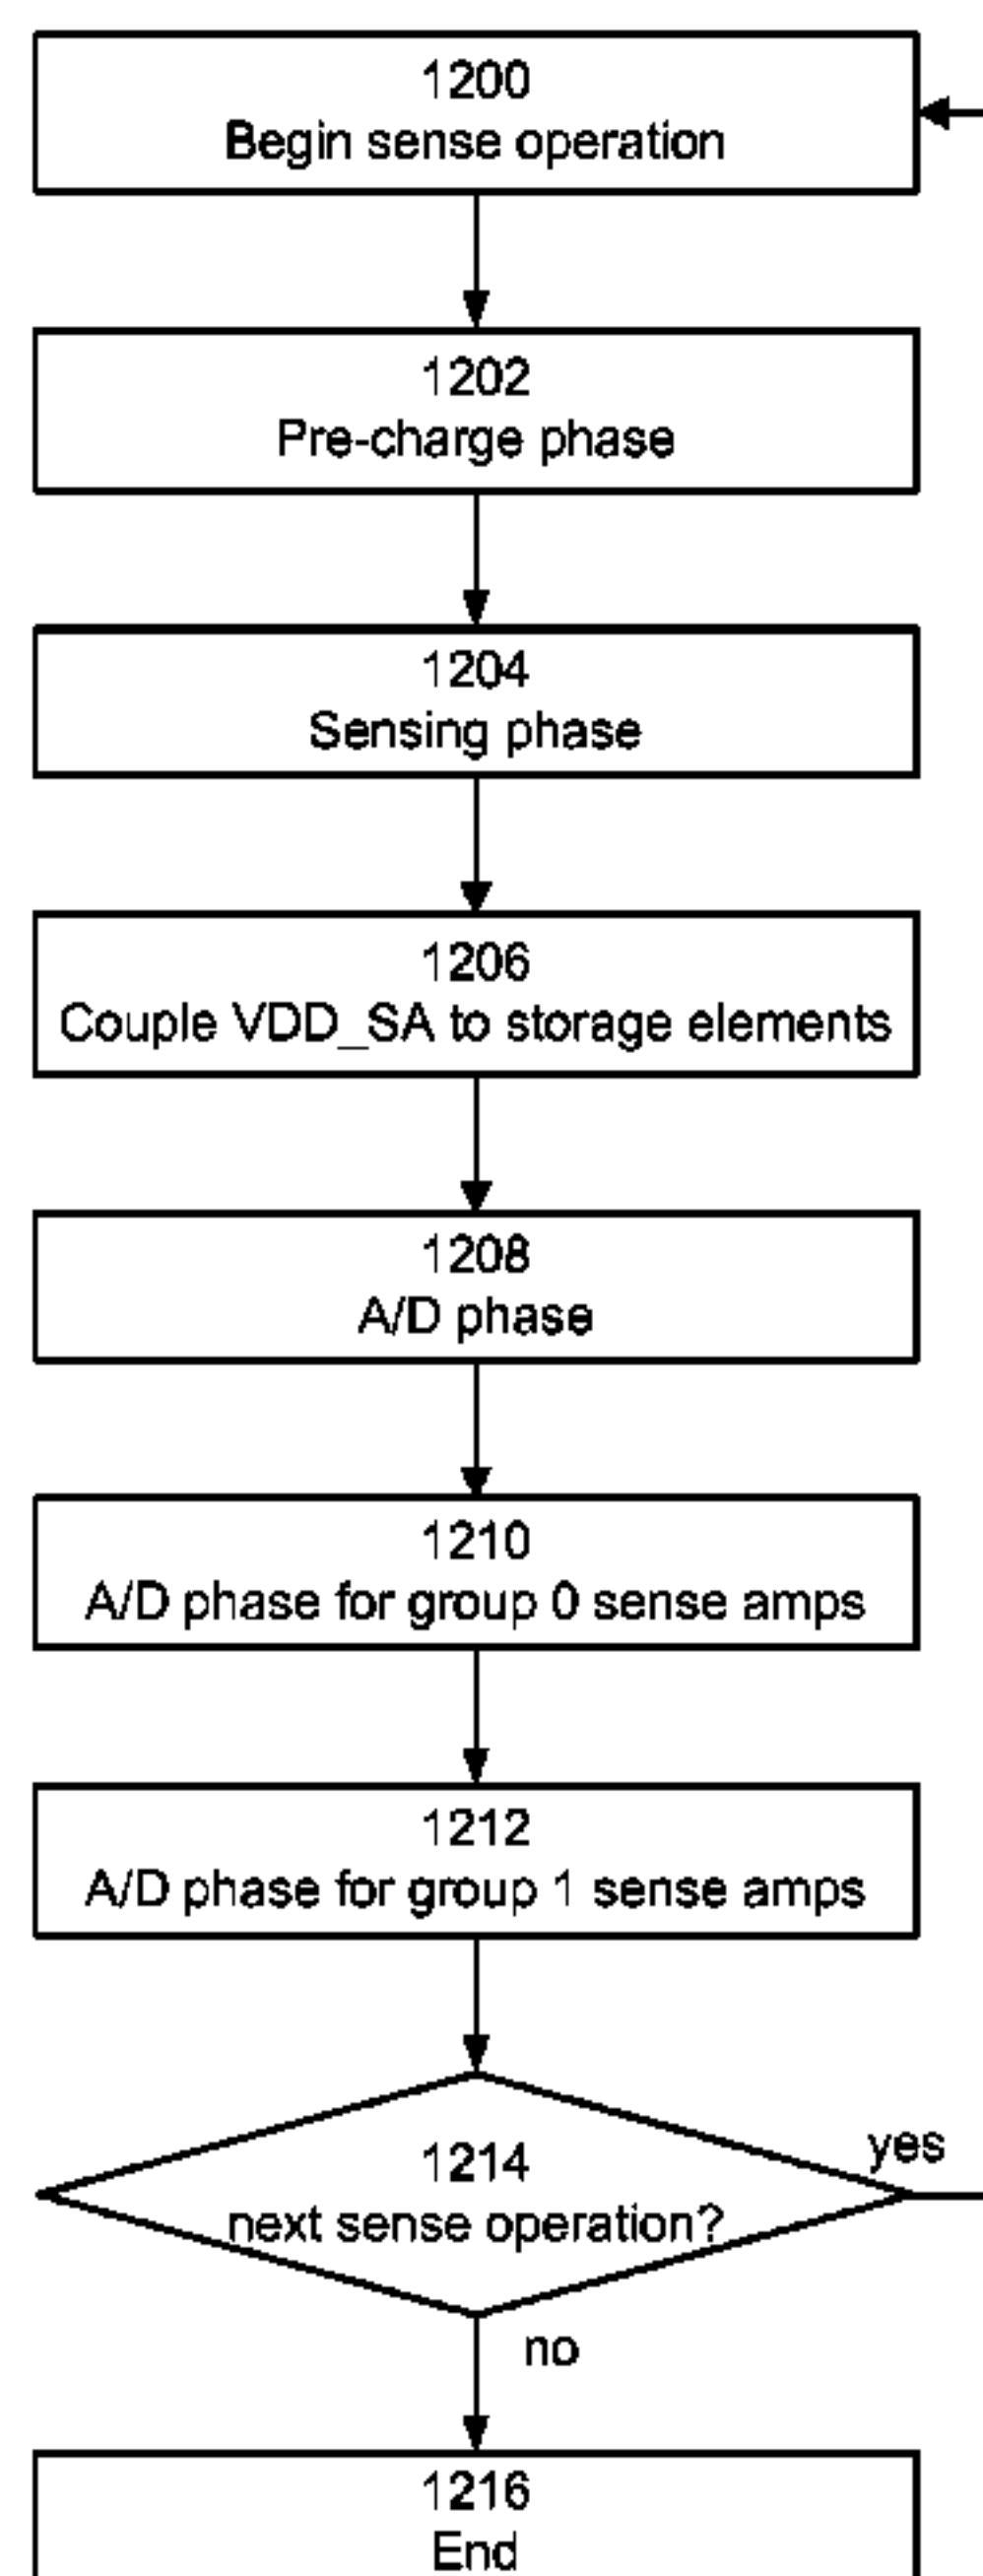 1200
Begin sense operation
1202
Pre-charge phase
1204
Sensing phase
1206
Couple VDD_SA to storage elements
1208
A/D phase
1210
A/D phase for group 0 sense amps
1212
A/D phase for group 1 sense amps
yes
1214
next sense operation?
no
1216
End